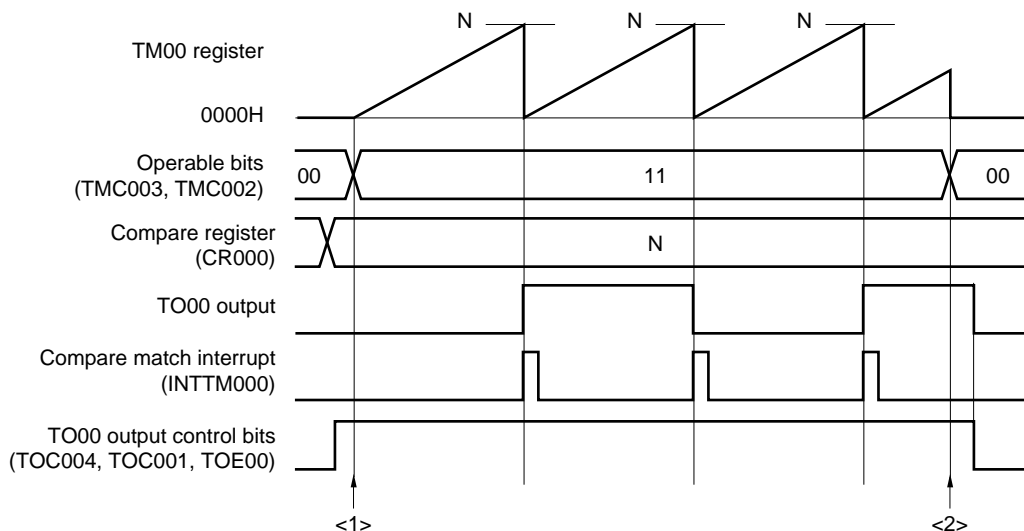 N N N
TM00 register
0000H
Operable bits
(TMC003, TMC002)
00 11 00
Compare register
(CR000)
N
TO00 output
Compare match interrupt
(INTTM000)
TO00 output control bits
(TOC004, TOC001, TOE00)
<1> <2>